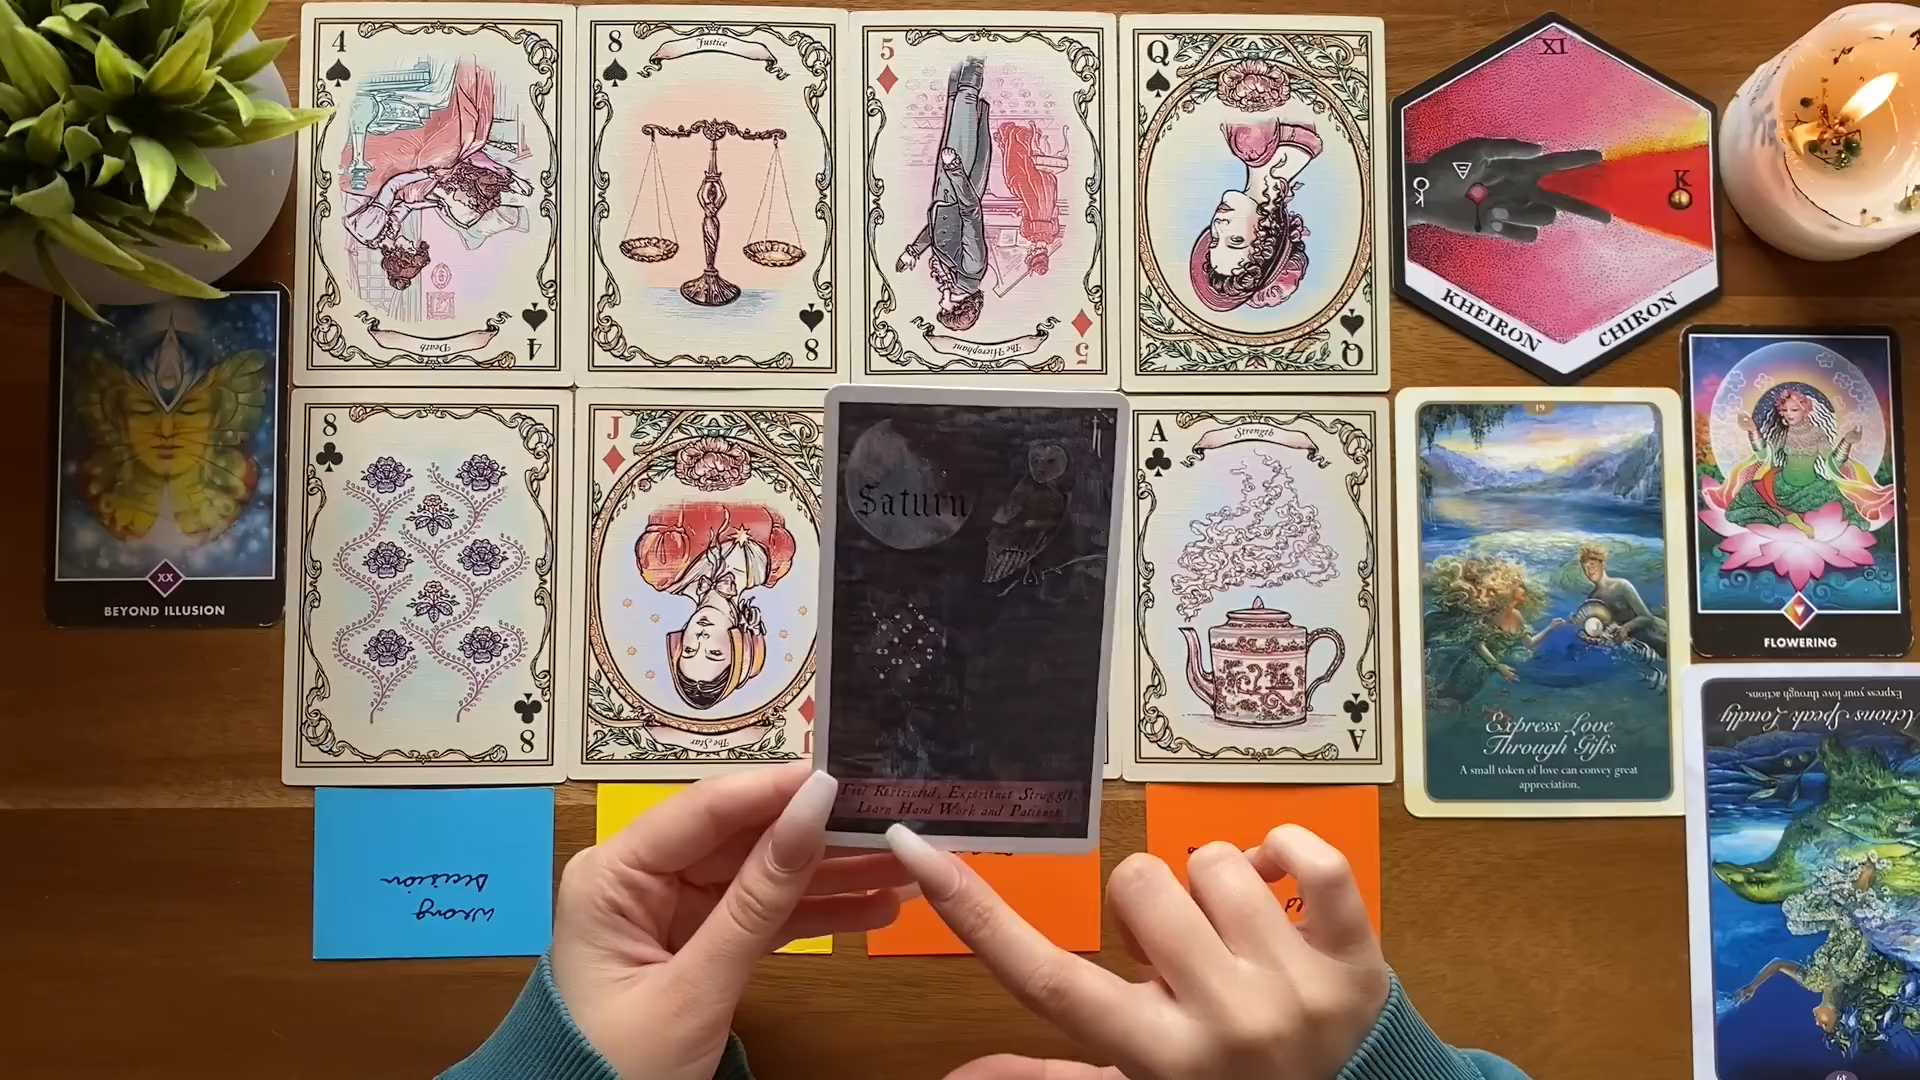 4
Death
4
8
Justice
8
5
The Hierophant
5
Q
Q
XI
K
K
KHEIRON
CHIRON
XX
BEYOND ILLUSION
8
8
J
The Star
J
Saturn
Feel Restricted, Experience Struggle,
Learn Hard Work and Patience
A
Strength
A
19
Express Love
Through Gifts
A small token of love can convey great
appreciation.
FLOWERING
Express your love through actions.
Actions Speak Loudly
49
Wrong
Decision